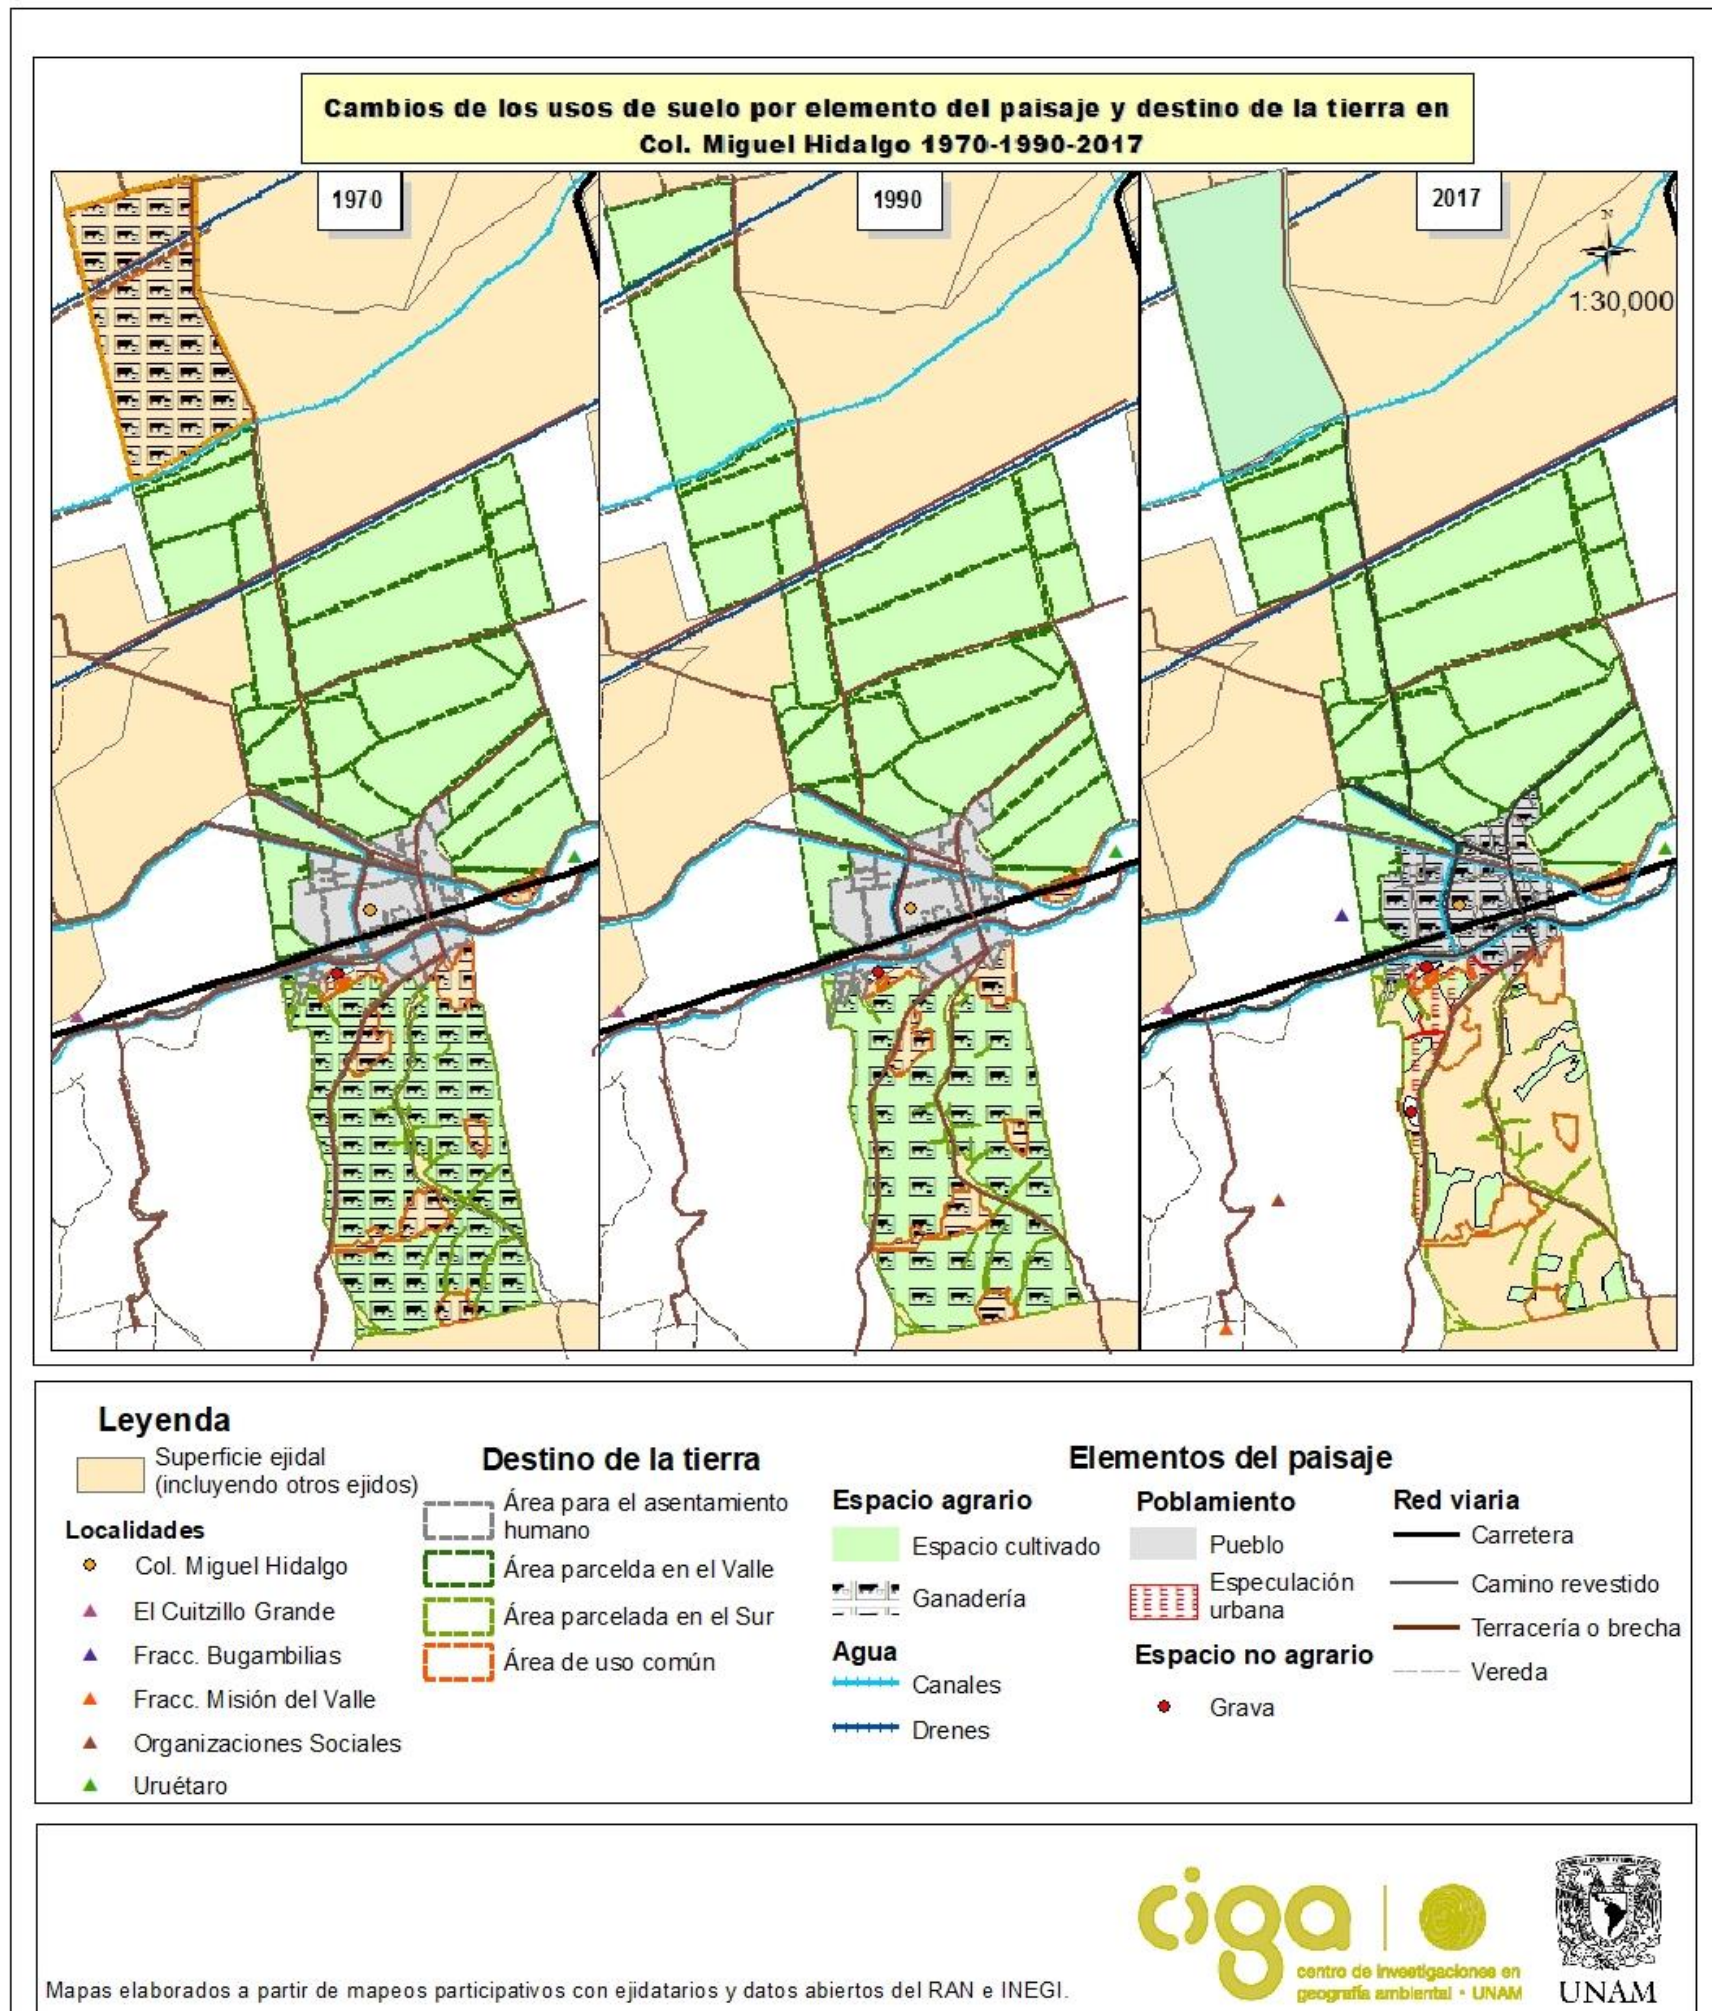 Cambios de los usos de suelo por elemento del paisaje y destino de la tierra en
Col. Miguel Hidalgo 1970-1990-2017
1970
1990
2017
N
1:30,000
Leyenda
Superficie ejidal
(incluyendo otros ejidos)
Localidades
Col. Miguel Hidalgo
El Cuitzillo Grande
Fracc. Bugambilias
Fracc. Misión del Valle
Organizaciones Sociales
Uruétaro
Destino de la tierra
Área para el asentamiento
humano
Área parcelda en el Valle
Área parcelada en el Sur
Área de uso común
Elementos del paisaje
Espacio agrario
Espacio cultivado
Ganadería
Agua
Canales
Drenes
Poblamiento
Pueblo
Especulación
urbana
Espacio no agrario
Grava
Red viaria
Carretera
Camino revestido
Terracería o brecha
Vereda
Mapas elaborados a partir de mapeos participativos con ejidatarios y datos abiertos del RAN e INEGI.
ciga
centro de investigaciones en
geografía ambiental • UNAM
UNAM